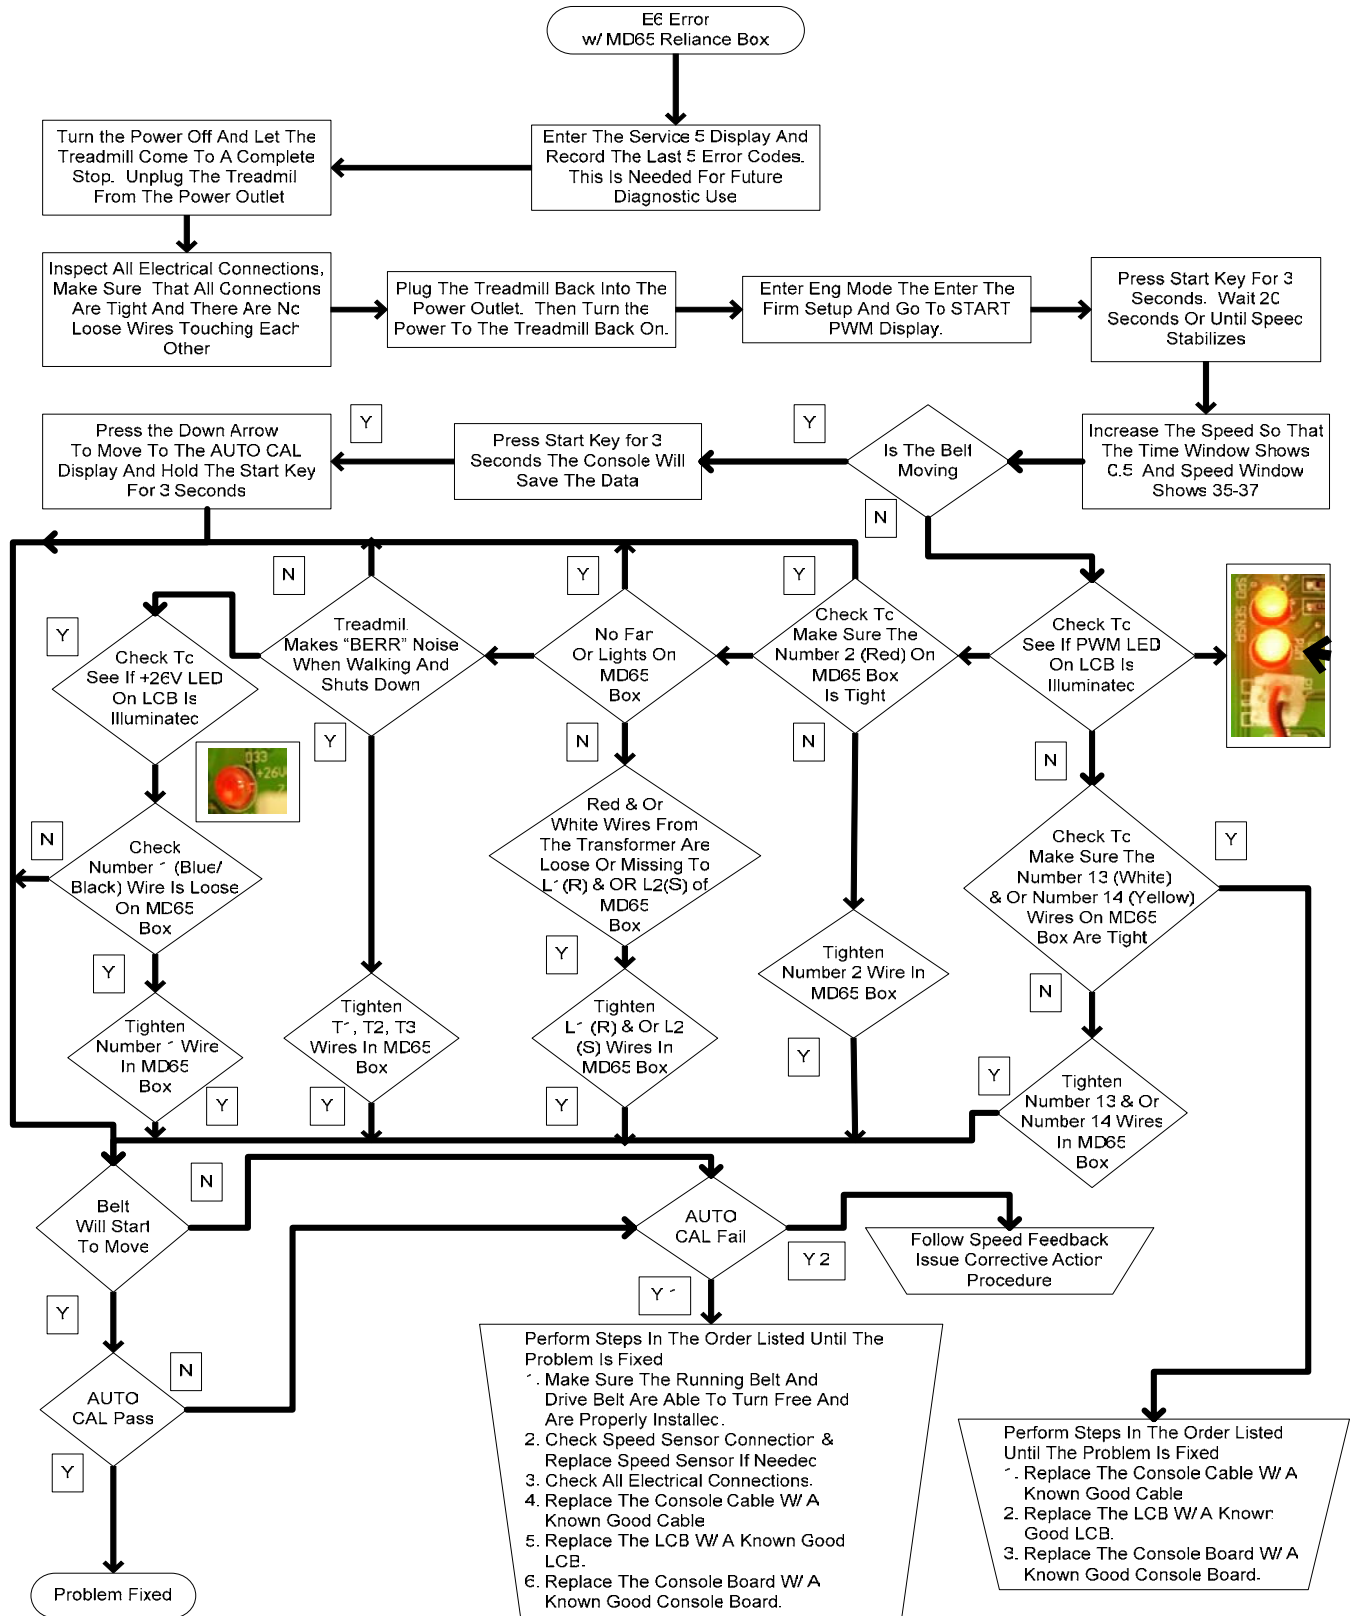 E6 Error
w/ MD65 Reliance Box
Enter The Service 5 Display And
Record The Last 5 Error Codes.
This Is Needed For Future
Diagnostic Use
Turn the Power Off And Let The
Treadmill Come To A Complete
Stop. Unplug The Treadmill
From The Power Outlet
Inspect All Electrical Connections,
Make Sure That All Connections
Are Tight And There Are No
Loose Wires Touching Each
Other
Plug The Treadmill Back Into The
Power Outlet. Then Turn the
Power To The Treadmill Back On.
Enter Eng Mode The Enter The
Firm Setup And Go To START
PWM Display.
Press Start Key For 3
Seconds. Wait 20
Seconds Or Until Speed
Stabilizes
Increase The Speed So That
The Time Window Shows
0.5 And Speed Window
Shows 35-37
Is The Belt
Moving
Y
N
Press Start Key for 3
Seconds The Console Will
Save The Data
Y
Press the Down Arrow
To Move To The AUTO CAL
Display And Hold The Start Key
For 3 Seconds
Check To
See If PWM LED
On LCB Is
Illuminated
SPD SENSR
PWM
N
Check To
Make Sure The
Number 2 (Red) On
MD65 Box
Is Tight
Y
N
No Fan
Or Lights On
MD65
Box
Y
N
Treadmill
Makes "BERR" Noise
When Walking And
Shuts Down
N
Y
Y
Check To
See If +26V LED
On LCB Is
Illuminated
D33
+26V
Check
Number 1 (Blue/
Black) Wire Is Loose
On MD65
Box
N
Y
Red & Or
White Wires From
The Transformer Are
Loose Or Missing To
L1(R) & OR L2(S) of
MD65
Box
Y
Check To
Make Sure The
Number 13 (White)
& Or Number 14 (Yellow)
Wires On MD65
Box Are Tight
Y
N
Tighten
Number 1 Wire
In MD65
Box
Y
Tighten
T1, T2, T3
Wires In MD65
Box
Y
Tighten
L1 (R) & Or L2
(S) Wires In
MD65 Box
Y
Tighten
Number 2 Wire In
MD65 Box
Y
Tighten
Number 13 & Or
Number 14 Wires
In MD65
Box
Y
Belt
Will Start
To Move
N
Y
AUTO
CAL Fail
Y 2
Y 1
Follow Speed Feedback
Issue Corrective Action
Procedure
AUTO
CAL Pass
N
Y
Problem Fixed
Perform Steps In The Order Listed Until The
Problem Is Fixed
1. Make Sure The Running Belt And
Drive Belt Are Able To Turn Free And
Are Properly Installed.
2. Check Speed Sensor Connection &
Replace Speed Sensor If Needed
3. Check All Electrical Connections.
4. Replace The Console Cable W/ A
Known Good Cable
5. Replace The LCB W/ A Known Good
LCB.
6. Replace The Console Board W/ A
Known Good Console Board.
Perform Steps In The Order Listed
Until The Problem Is Fixed
1. Replace The Console Cable W/ A
Known Good Cable
2. Replace The LCB W/ A Known
Good LCB.
3. Replace The Console Board W/ A
Known Good Console Board.